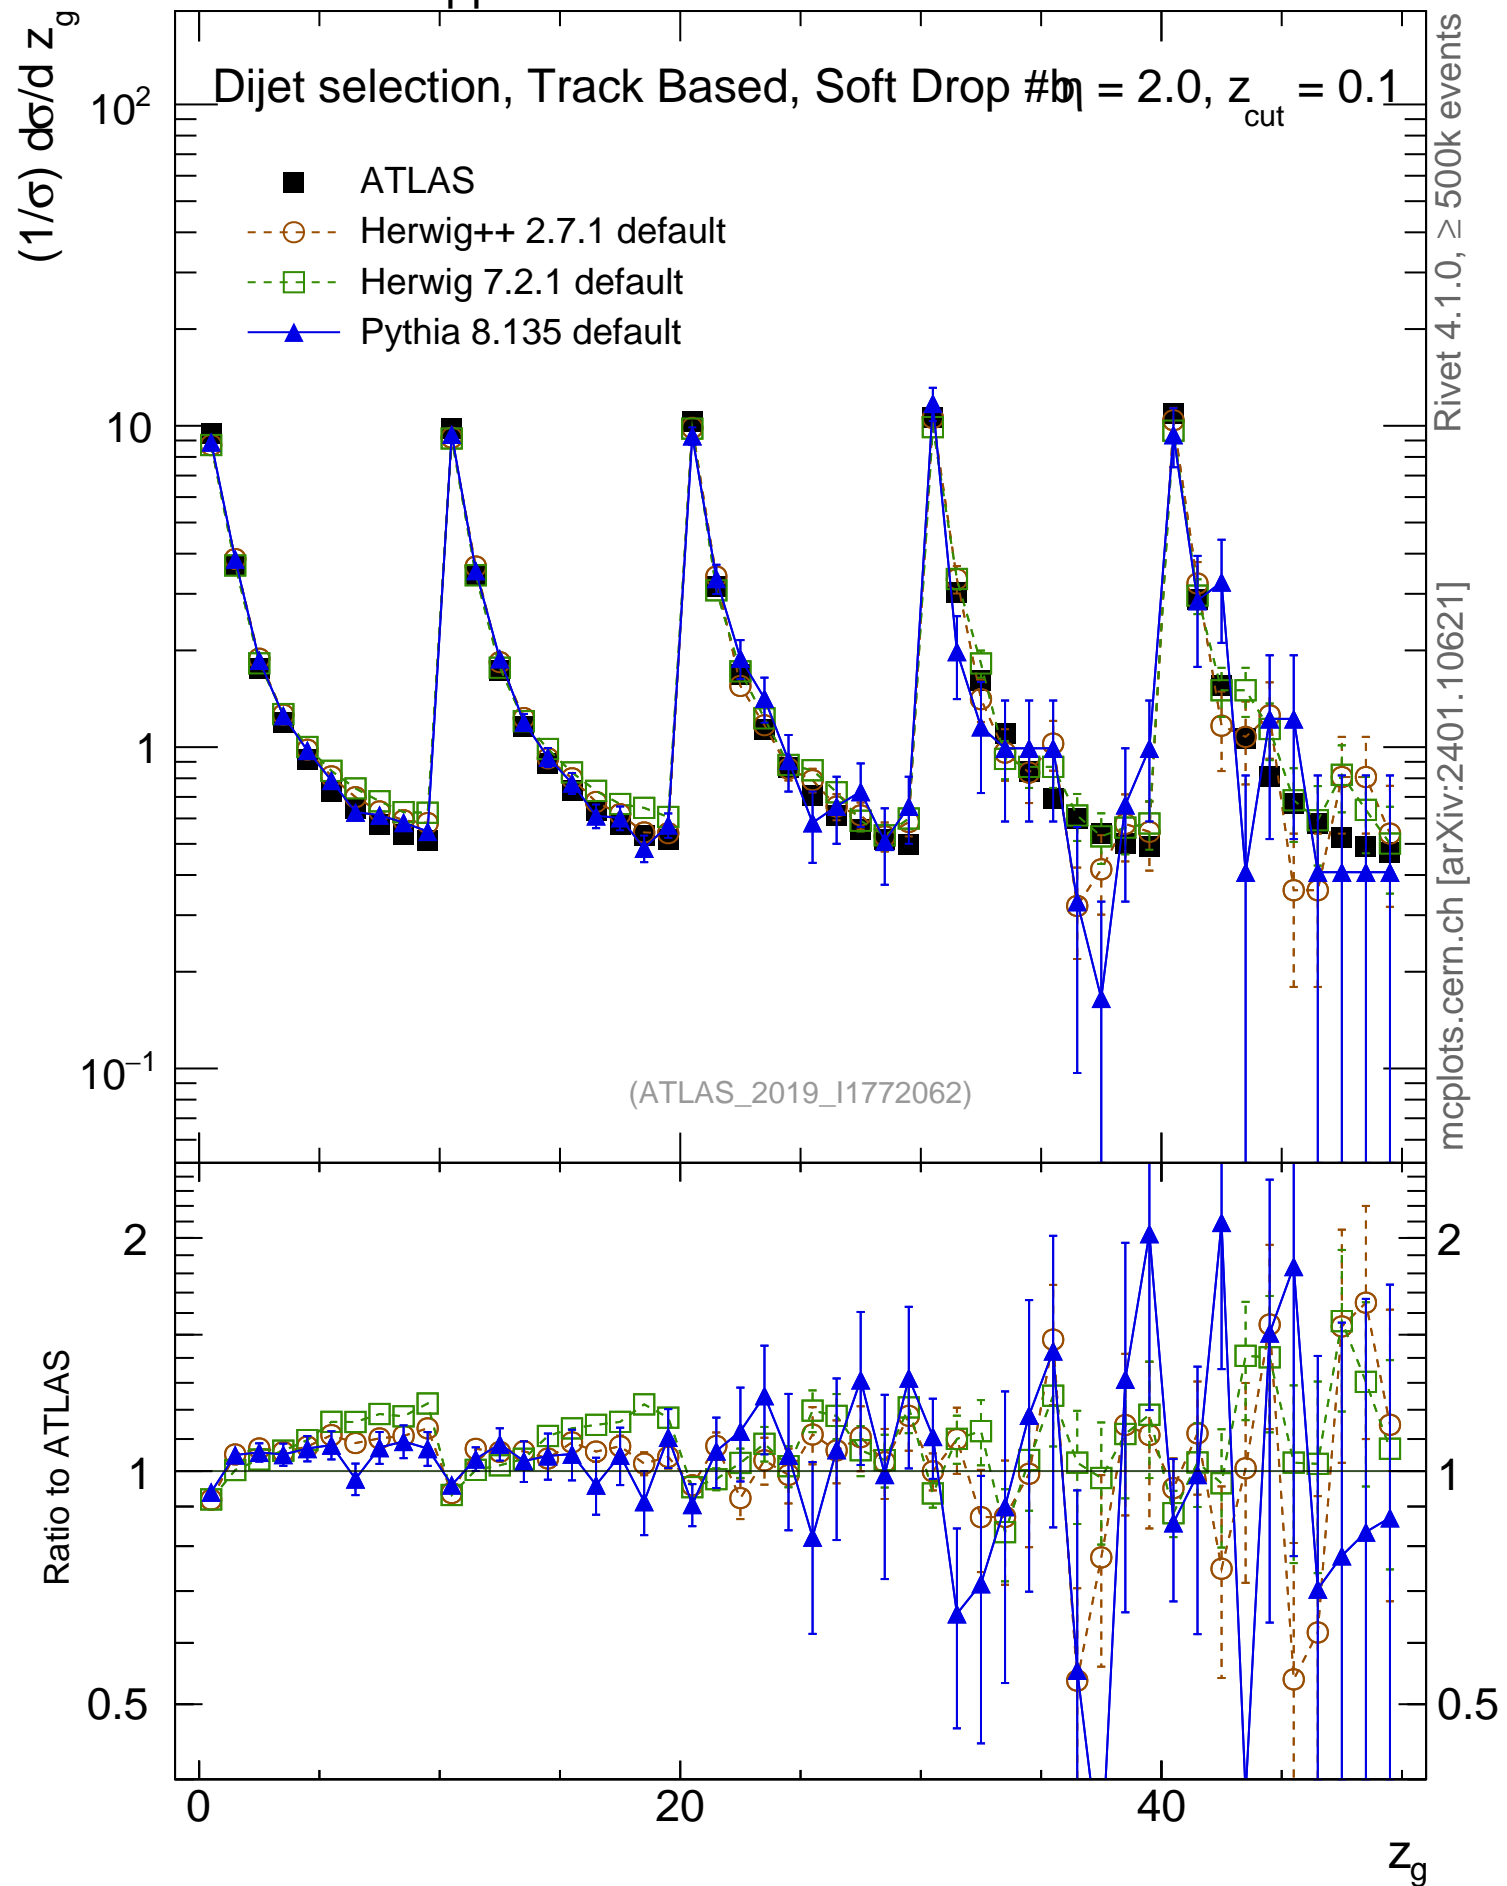 (1/σ) dσ/d z_g
Dijet selection, Track Based, Soft Drop #bη = 2.0, z_cut = 0.1
ATLAS
Herwig++ 2.7.1 default
Herwig 7.2.1 default
Pythia 8.135 default
10²
10
1
10⁻¹
(ATLAS_2019_I1772062)
Rivet 4.1.0, ≥ 500k events
mcplots.cern.ch [arXiv:2401.10621]
Ratio to ATLAS
2
1
0.5
2
1
0.5
0
20
40
z_g